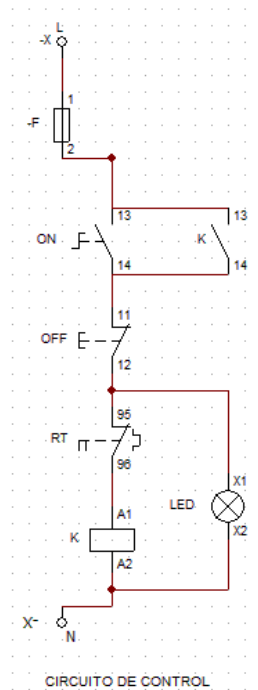 L
-X
1
-F
2
13 13
ON K
14 14
11
OFF
12
95
RT
96
X1
LED
A1
X2
K
A2
X-
N
CIRCUITO DE CONTROL